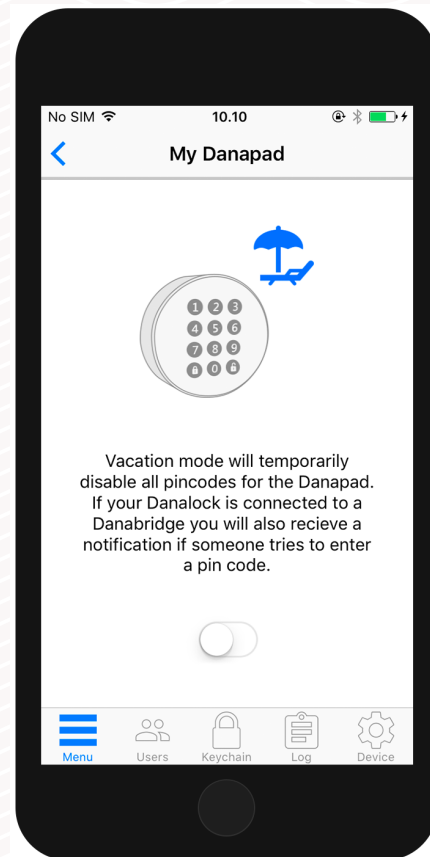 No SIM 10.10
My Danapad
1 2 3
4 5 6
7 8 9
0
Vacation mode will temporarily
disable all pincodes for the Danapad.
If your Danalock is connected to a
Danabridge you will also recieve a
notification if someone tries to enter
a pin code.
Menu Users Keychain Log Device